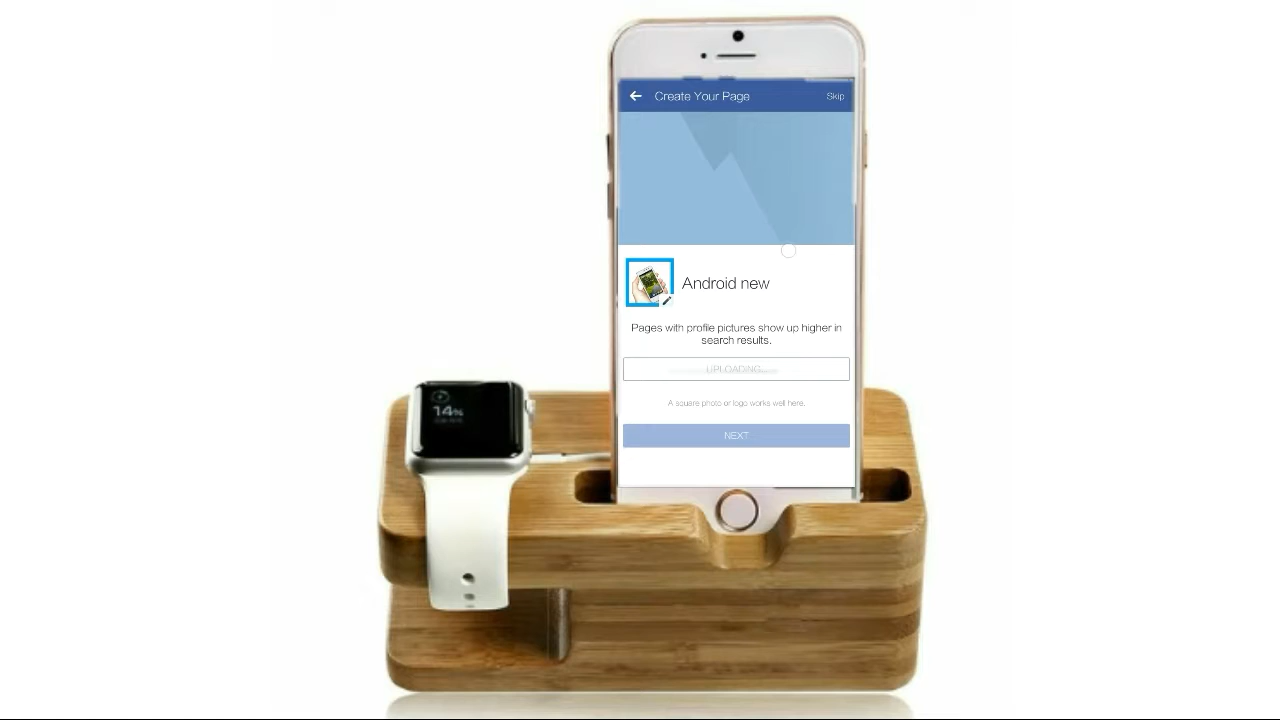 Create Your Page
Skip
Android new
Pages with profile pictures show up higher in
search results.
UPLOADING...
A square photo or logo works well here.
NEXT
14%